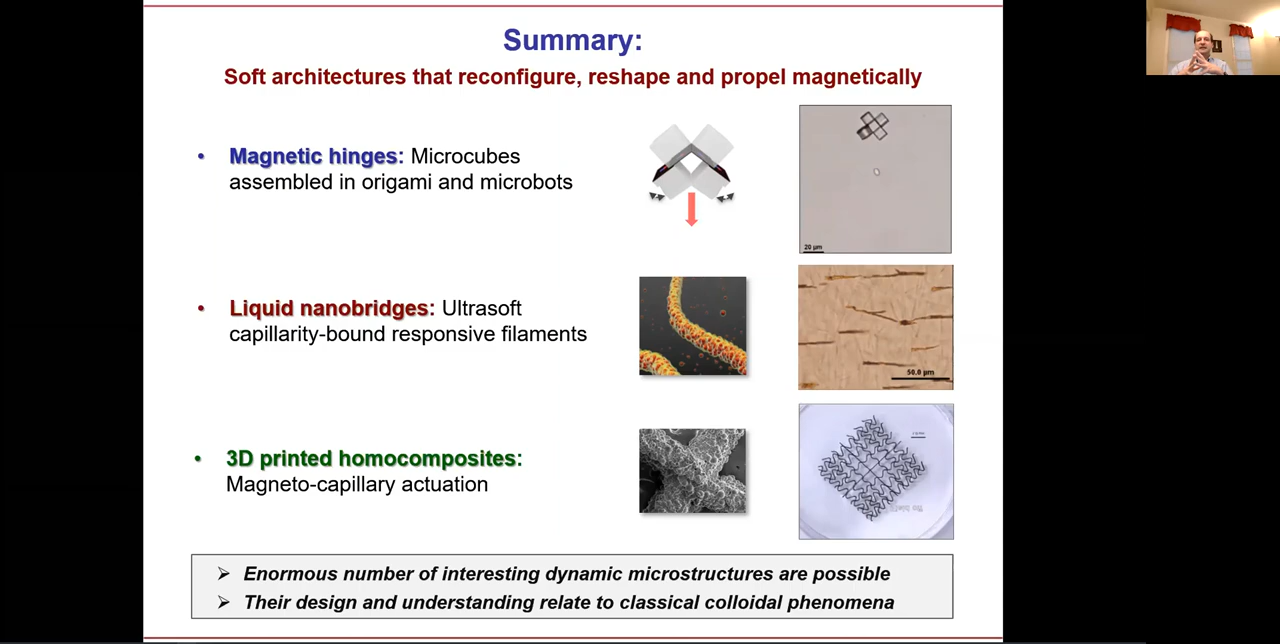 Summary:
Soft architectures that reconfigure, reshape and propel magnetically
• Magnetic hinges: Microcubes
assembled in origami and microbots
20 µm
• Liquid nanobridges: Ultrasoft
capillarity-bound responsive filaments
50.0 µm
• 3D printed homocomposites:
Magneto-capillary actuation
➢ Enormous number of interesting dynamic microstructures are possible
➢ Their design and understanding relate to classical colloidal phenomena